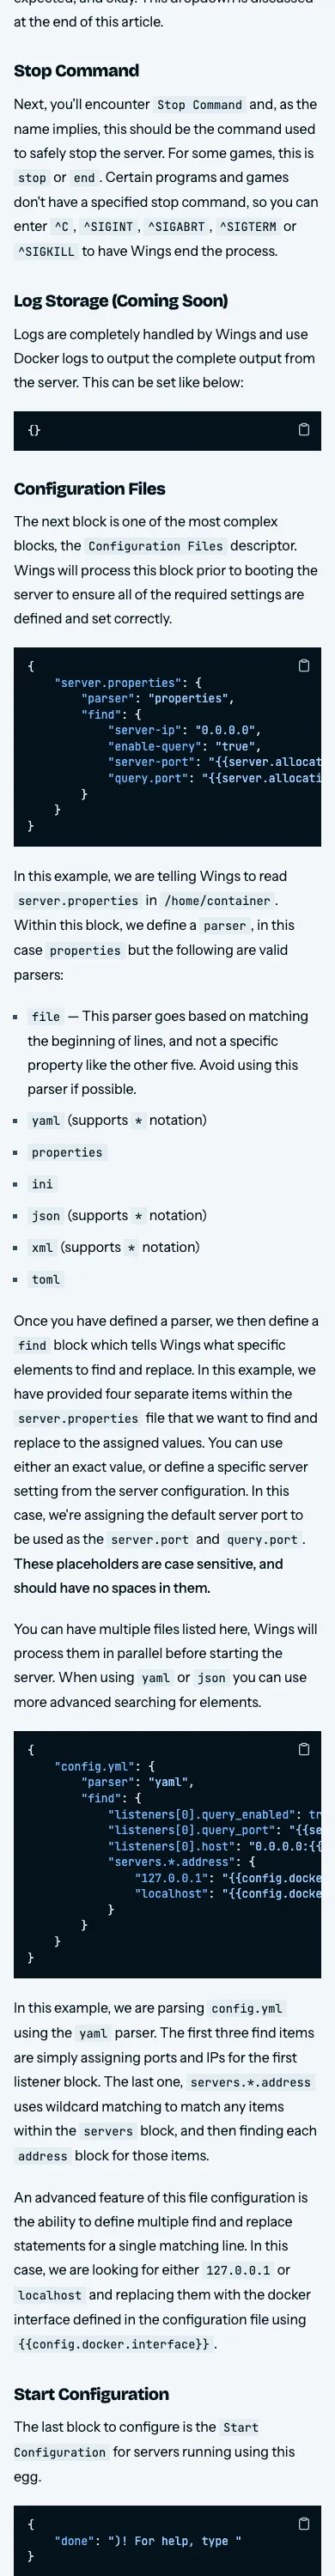 at the end of this article.
Stop Command
Next, you'll encounter Stop Command and, as the
name implies, this should be the command used
to safely stop the server. For some games, this is
stop or end. Certain programs and games
don't have a specified stop command, so you can
enter ^C, ^SIGINT, ^SIGABRT, ^SIGTERM or
^SIGKILL to have Wings end the process.
Log Storage (Coming Soon)
Logs are completely handled by Wings and use
Docker logs to output the complete output from
the server. This can be set like below:
{}
Configuration Files
The next block is one of the most complex
blocks, the Configuration Files descriptor.
Wings will process this block prior to booting the
server to ensure all of the required settings are
defined and set correctly.
{
    "server.properties": {
        "parser": "properties",
        "find": {
            "server-ip": "0.0.0.0",
            "enable-query": "true",
            "server-port": "{{server.allocat
            "query.port": "{{server.allocati
        }
    }
}
In this example, we are telling Wings to read
server.properties in /home/container.
Within this block, we define a parser, in this
case properties but the following are valid
parsers:
▪ file — This parser goes based on matching
the beginning of lines, and not a specific
property like the other five. Avoid using this
parser if possible.
▪ yaml (supports * notation)
▪ properties
▪ ini
▪ json (supports * notation)
▪ xml (supports * notation)
▪ toml
Once you have defined a parser, we then define a
find block which tells Wings what specific
elements to find and replace. In this example, we
have provided four separate items within the
server.properties file that we want to find and
replace to the assigned values. You can use
either an exact value, or define a specific server
setting from the server configuration. In this
case, we're assigning the default server port to
be used as the server.port and query.port.
These placeholders are case sensitive, and
should have no spaces in them.
You can have multiple files listed here, Wings will
process them in parallel before starting the
server. When using yaml or json you can use
more advanced searching for elements.
{
    "config.yml": {
        "parser": "yaml",
        "find": {
            "listeners[0].query_enabled": tr
            "listeners[0].query_port": "{{se
            "listeners[0].host": "0.0.0.0:{{
            "servers.*.address": {
                "127.0.0.1": "{{config.docke
                "localhost": "{{config.docke
            }
        }
    }
}
In this example, we are parsing config.yml
using the yaml parser. The first three find items
are simply assigning ports and IPs for the first
listener block. The last one, servers.*.address
uses wildcard matching to match any items
within the servers block, and then finding each
address block for those items.
An advanced feature of this file configuration is
the ability to define multiple find and replace
statements for a single matching line. In this
case, we are looking for either 127.0.0.1 or
localhost and replacing them with the docker
interface defined in the configuration file using
{{config.docker.interface}}.
Start Configuration
The last block to configure is the Start
Configuration for servers running using this
egg.
{
    "done": ")! For help, type "
}